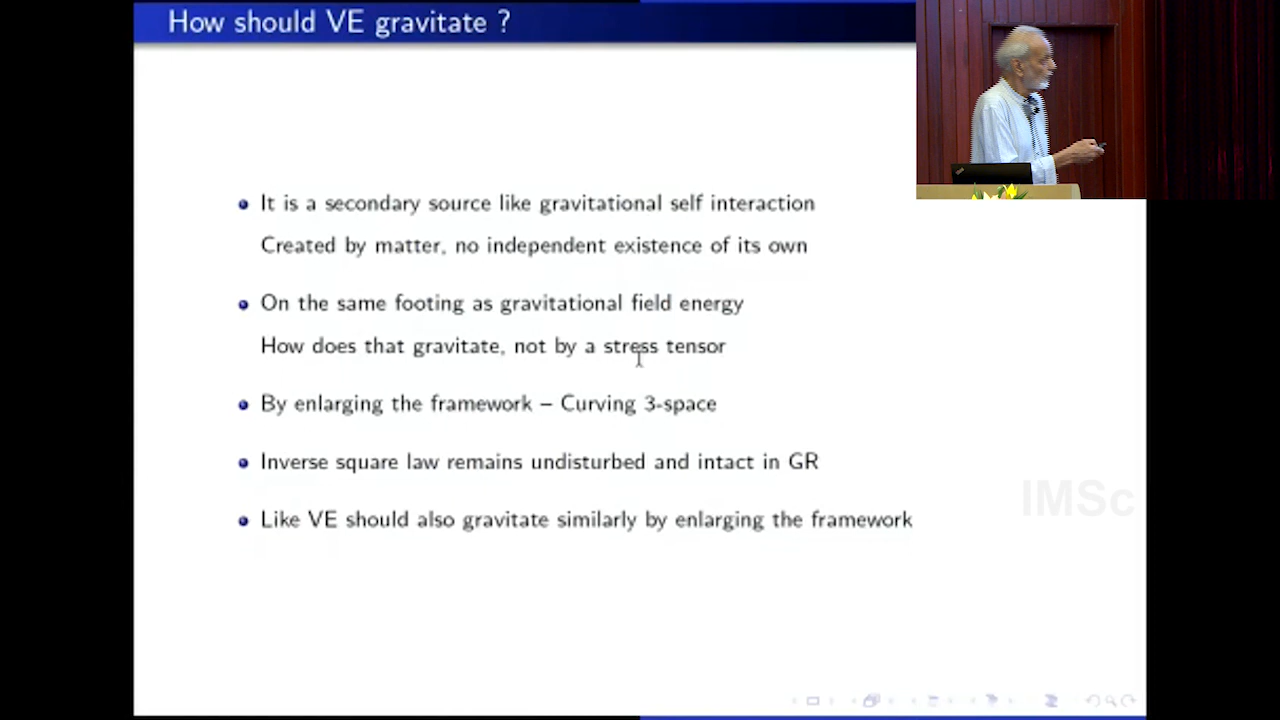 How should VE gravitate ?
It is a secondary source like gravitational self interaction
Created by matter, no independent existence of its own
On the same footing as gravitational field energy
How does that gravitate, not by a stress tensor
By enlarging the framework – Curving 3-space
Inverse square law remains undisturbed and intact in GR
IMSc
Like VE should also gravitate similarly by enlarging the framework